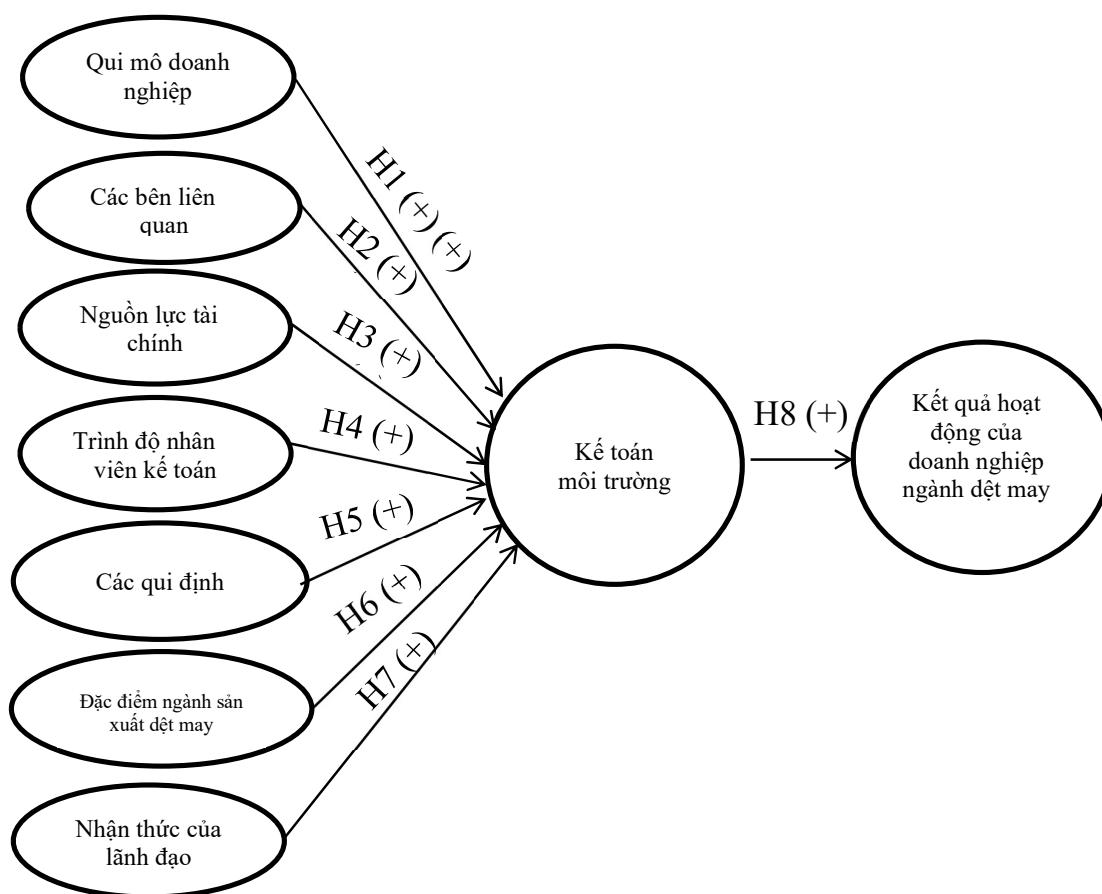 Qui mô doanh
nghiệp
H1 (+) (+)
Các bên liên
quan
H2 (+)
Nguồn lực tài
chính
H3 (+)
Trình độ nhân
viên kế toán
H4 (+)
Các qui định
H5 (+)
Đặc điểm ngành sản
xuất dệt may
H6 (+)
Nhận thức của
lãnh đạo
H7 (+)
Kế toán
môi trường
H8 (+)
Kết quả hoạt
động của
doanh nghiệp
ngành dệt may